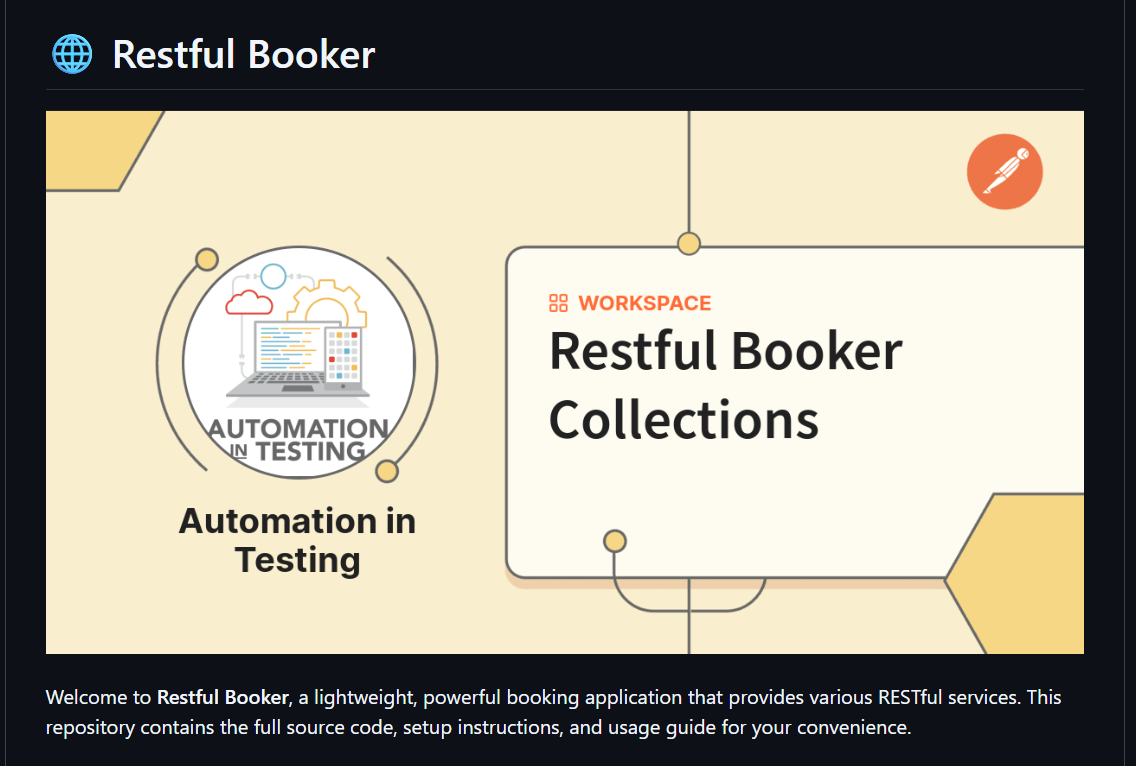 Restful Booker
WORKSPACE
Restful Booker
Collections
AUTOMATION
IN TESTING
Automation in
Testing
Welcome to Restful Booker, a lightweight, powerful booking application that provides various RESTful services. This
repository contains the full source code, setup instructions, and usage guide for your convenience.